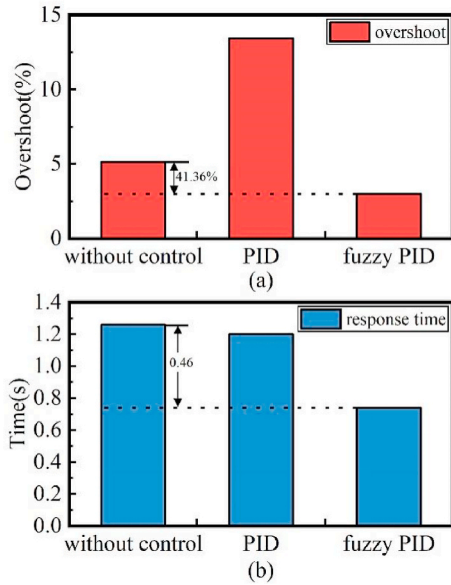 15
overshoot
10
Overshoot(%)
5
41.36%
0
without control PID fuzzy PID
(a)
1.4
response time
1.2
1.0
0.46
0.8
Time(s)
0.6
0.4
0.2
0.0
without control PID fuzzy PID
(b)